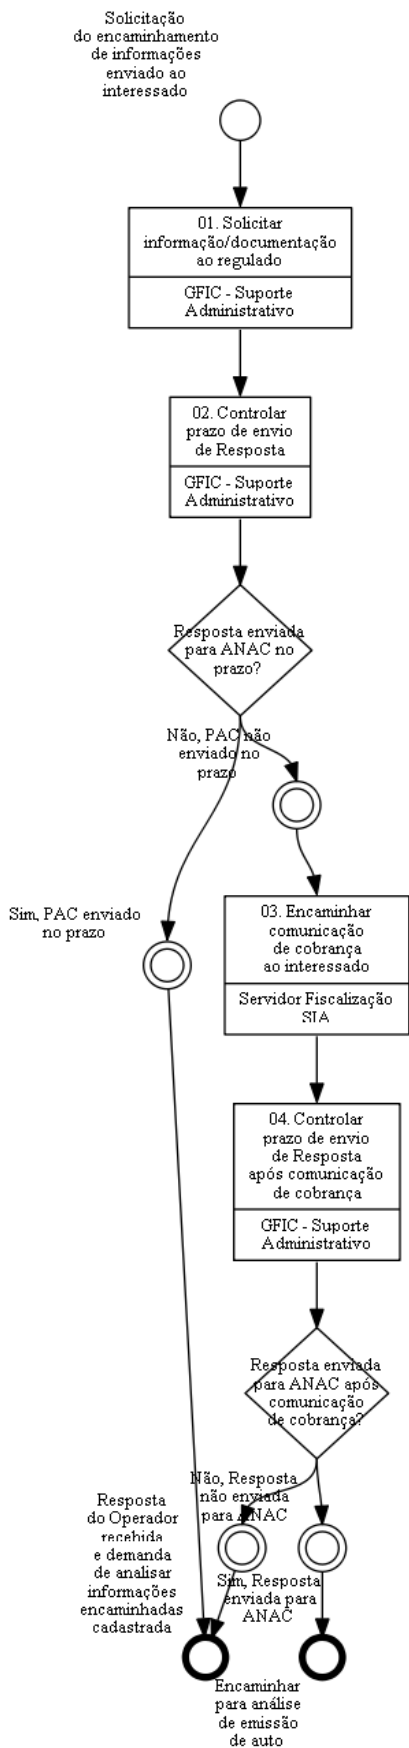 Solicitação
do encaminhamento
de informações
enviado ao
interessado
01. Solicitar
informação/documentação
ao regulado
GFIC - Suporte
Administrativo
02. Controlar
prazo de envio
de Resposta
GFIC - Suporte
Administrativo
Resposta enviada
para ANAC no
prazo?
Não, PAC não
enviado no
prazo
Sim, PAC enviado
no prazo
03. Encaminhar
comunicação
de cobrança
ao interessado
Servidor Fiscalização
SIA
04. Controlar
prazo de envio
de Resposta
após comunicação
de cobrança
GFIC - Suporte
Administrativo
Resposta enviada
para ANAC após
comunicação
de cobrança?
Não, Resposta
não enviada
para ANAC
Resposta
do Operador
recebida
e demanda
de analisar
informações
encaminhadas
cadastrada
Sim, Resposta
enviada para
ANAC
Encaminhar
para análise
de emissão
de auto